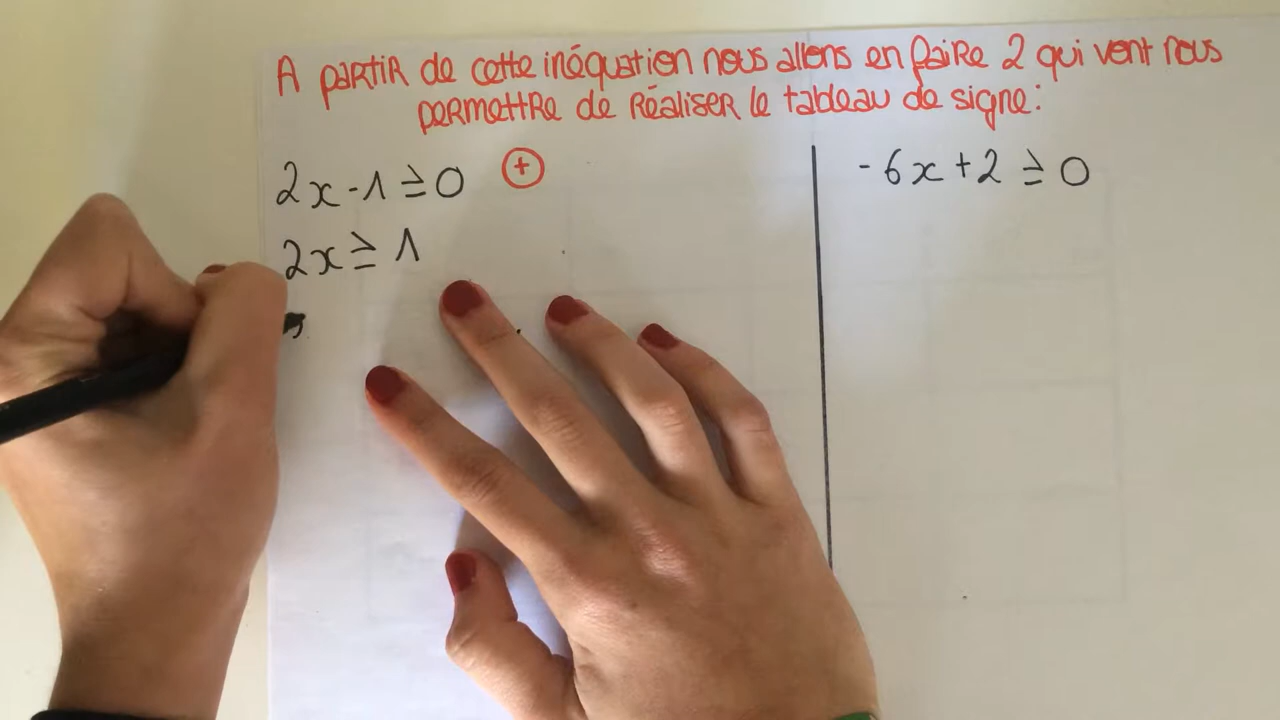 A partir de cette inéquation nous allons en faire 2 qui vont nous
permettre de réaliser le tableau de signe :
2x - 1 ≥ 0 + -6x + 2 ≥ 0
2x ≥ 1